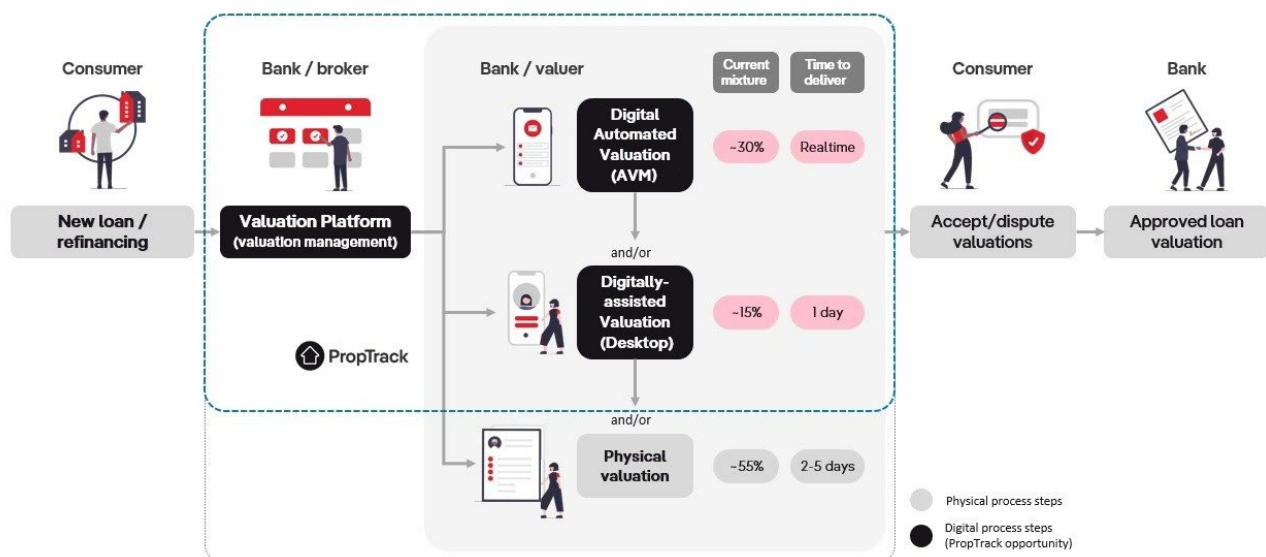 Consumer
New loan /
refinancing
Bank / broker
Valuation Platform
(valuation management)
PropTrack
Bank / valuer
Current
mixture
Time to
deliver
Digital
Automated
Valuation
(AVM)
~30%
Realtime
and/or
Digitally-
assisted
Valuation
(Desktop)
~15%
1 day
and/or
Physical
valuation
~55%
2-5 days
Consumer
Accept/dispute
valuations
Bank
Approved loan
valuation
Physical process steps
Digital process steps
(PropTrack opportunity)